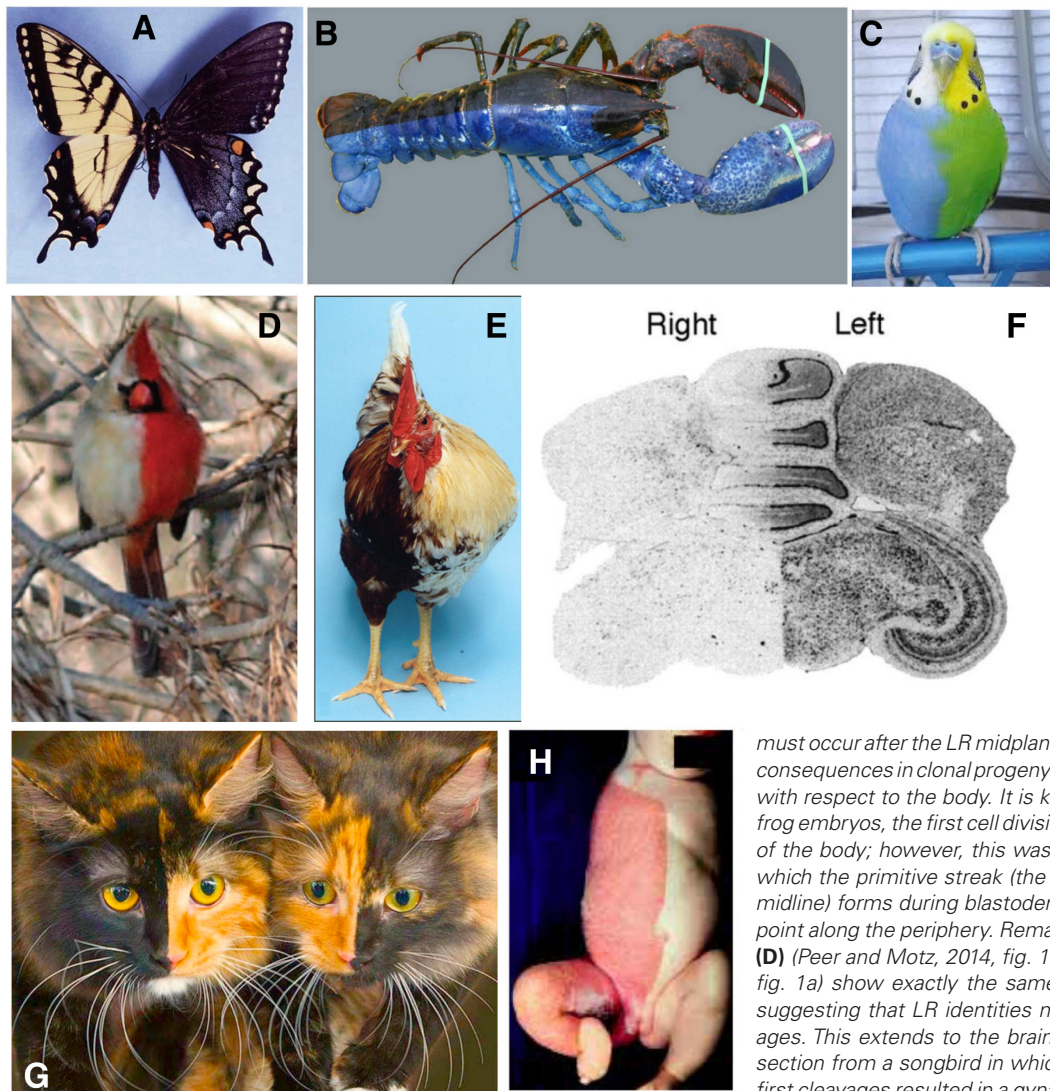 A
B
C
D
E
Right Left
F
G
H
must occur after the LR midplan
consequences in clonal progeny
with respect to the body. It is k
frog embryos, the first cell divisi
of the body; however, this was
which the primitive streak (the
midline) forms during blastoder
point along the periphery. Rema
(D) (Peer and Motz, 2014, fig. 1
fig. 1a) show exactly the same
suggesting that LR identities n
ages. This extends to the brain
section from a songbird in which